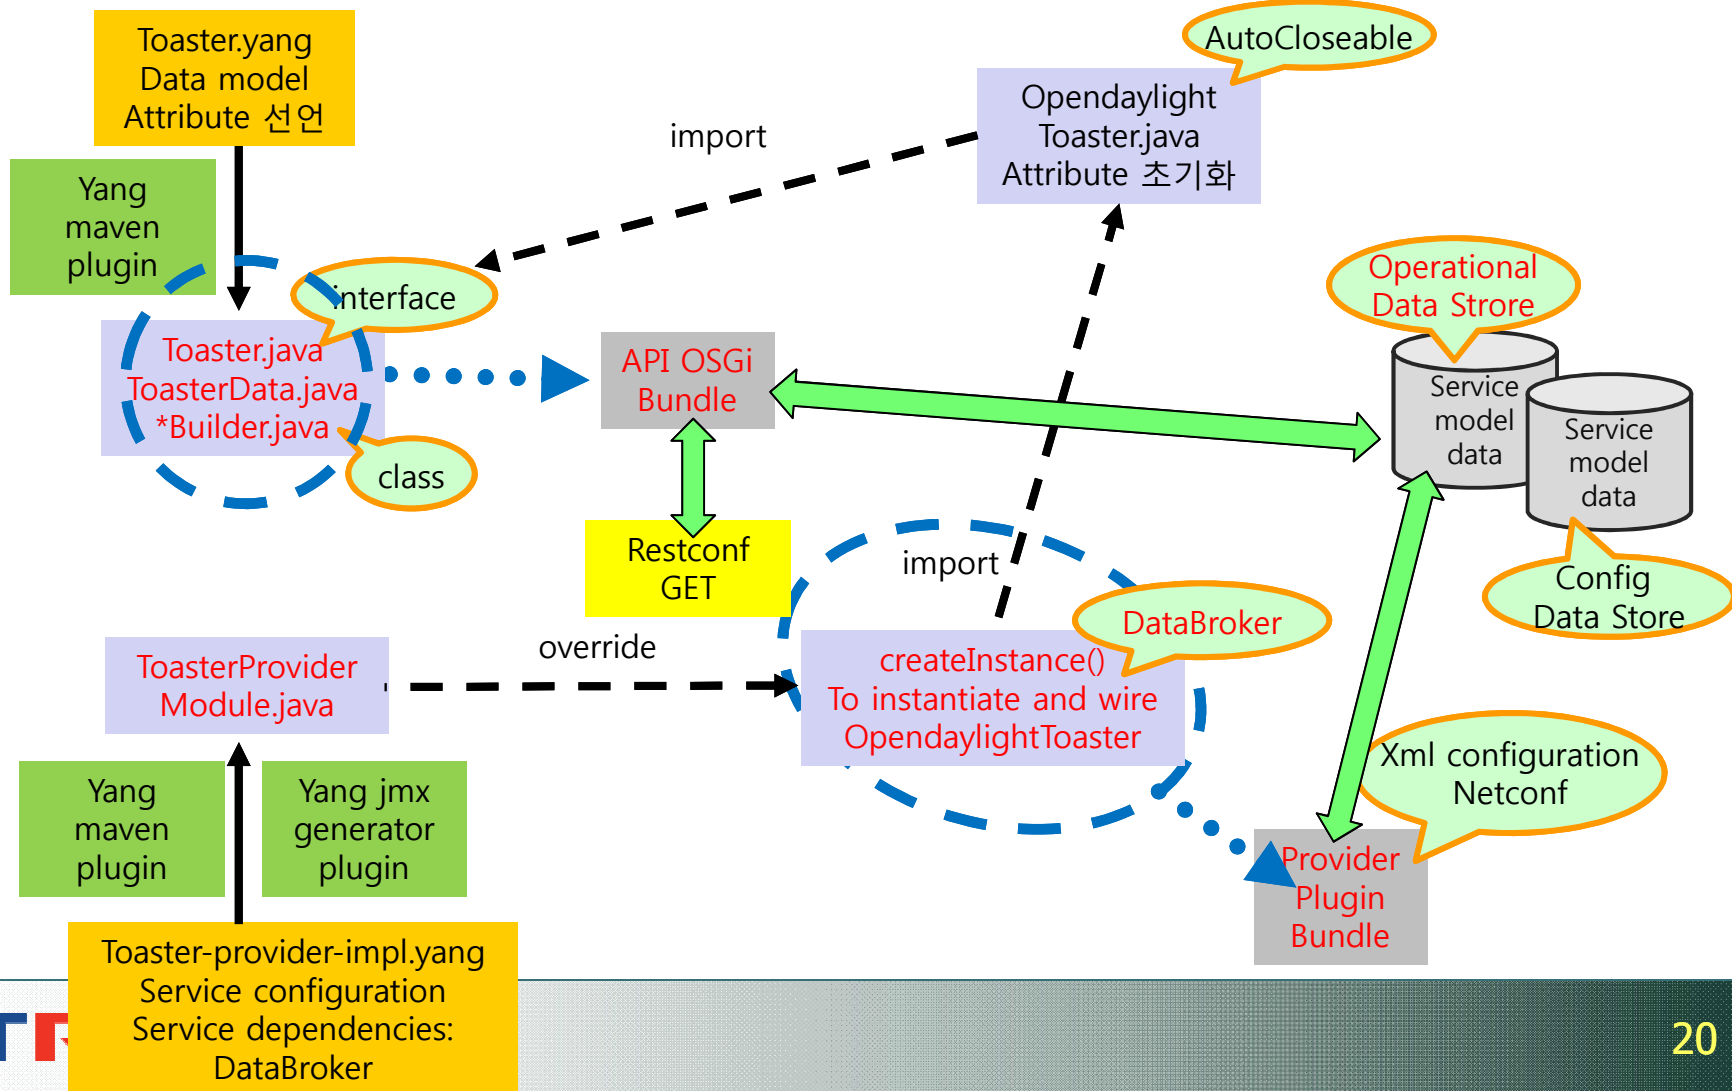 Toaster.yang
Data model
Attribute 선언
AutoCloseable
Opendaylight
Toaster.java
Attribute 초기화
import
Yang
maven
plugin
interface
Operational
Data Strore
Toaster.java
ToasterData.java
*Builder.java
class
API OSGi
Bundle
Service
model
data
Service
model
data
Restconf
GET
import
Config
Data Store
DataBroker
override
ToasterProvider
Module.java
createInstance()
To instantiate and wire
OpendaylightToaster
Xml configuration
Netconf
Yang
maven
plugin
Yang jmx
generator
plugin
Provider
Plugin
Bundle
Toaster-provider-impl.yang
Service configuration
Service dependencies:
DataBroker
20